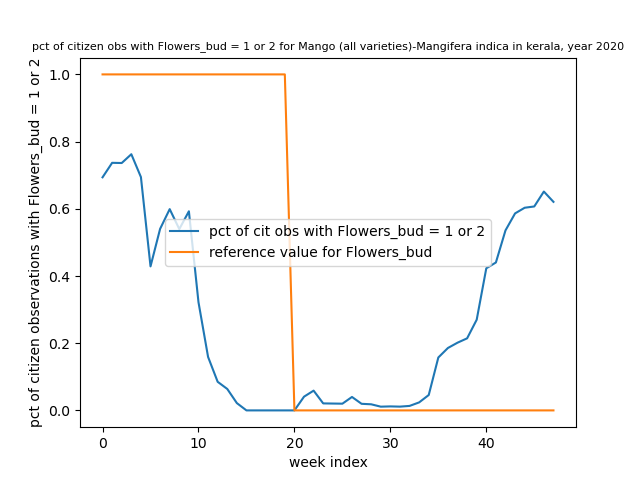 pct of citizen obs with Flowers_bud = 1 or 2 for Mango (all varieties)-Mangifera indica in kerala, year 2020
pct of citizen observations with Flowers_bud = 1 or 2
1.0
0.8
0.6
0.4
0.2
0.0
pct of cit obs with Flowers_bud = 1 or 2
reference value for Flowers_bud
0 10 20 30 40
week index